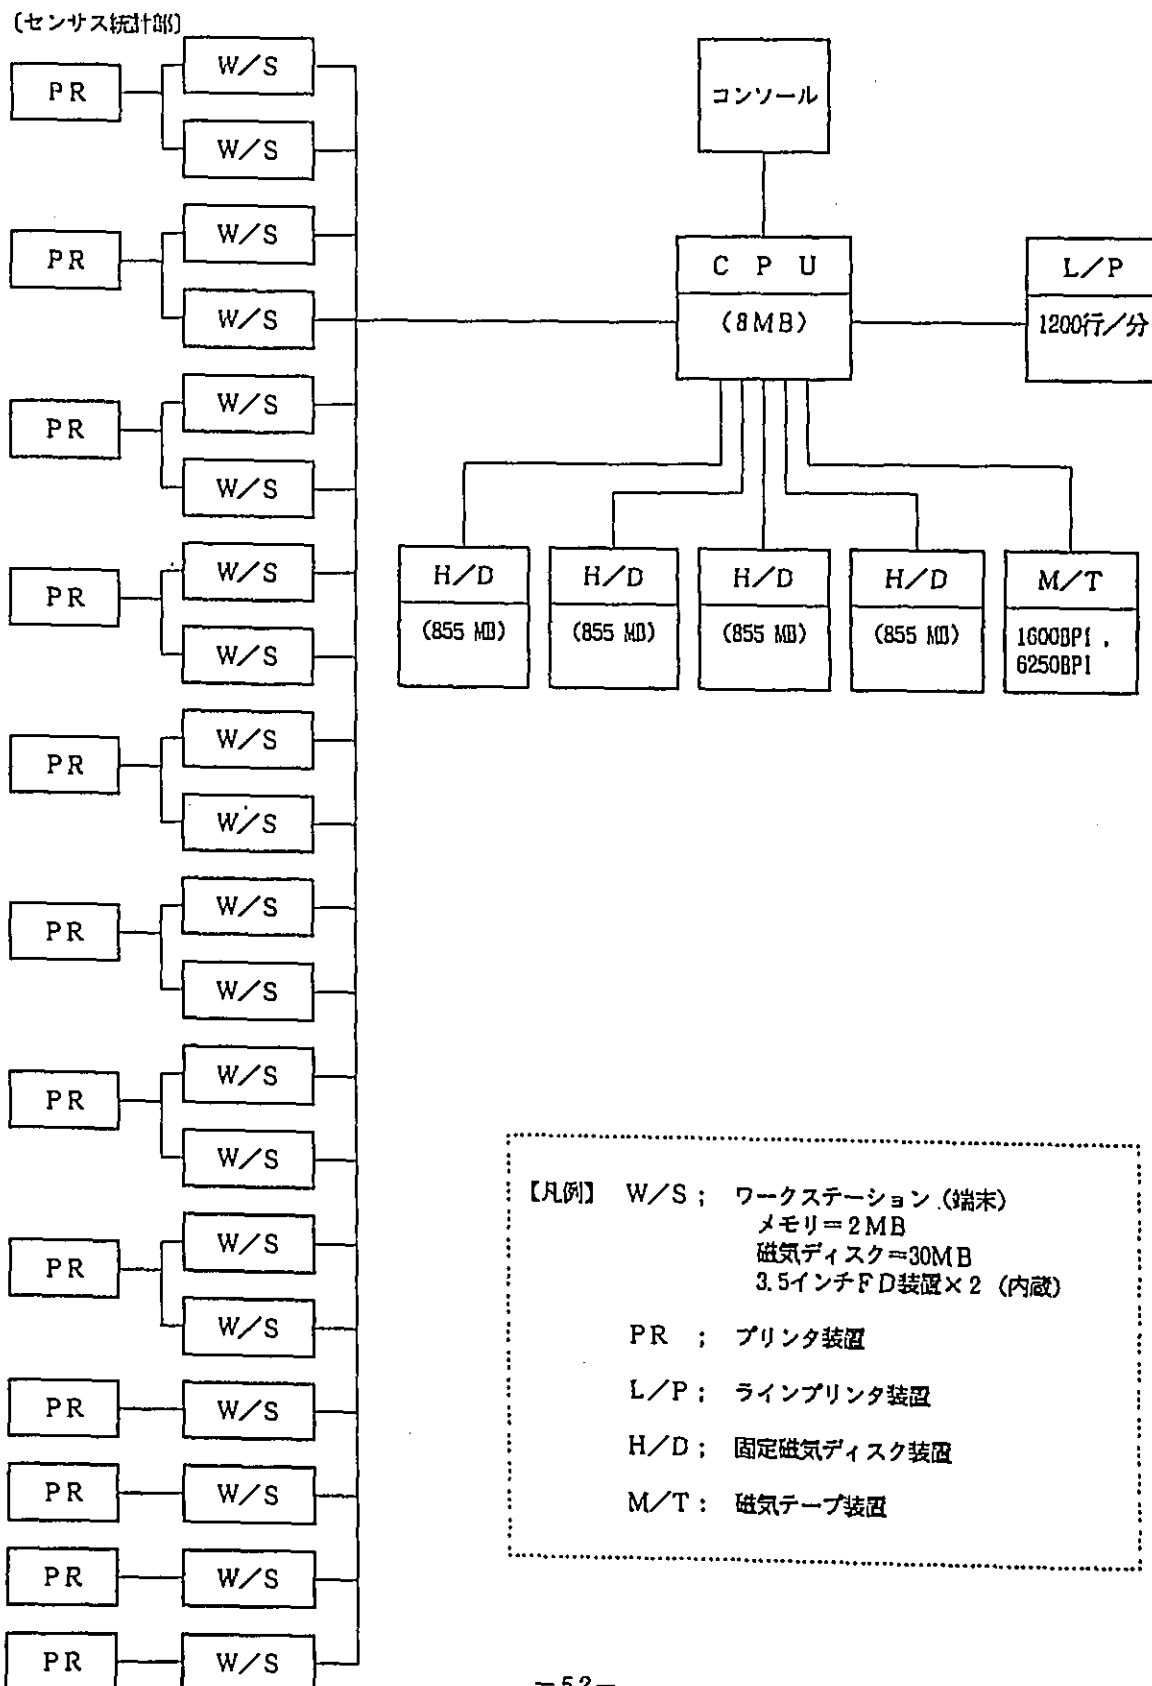 〔センサス統計部〕
PR
W/S
W/S
PR
W/S
W/S
PR
W/S
W/S
PR
W/S
W/S
PR
W/S
W/S
PR
W/S
W/S
PR
W/S
W/S
PR
W/S
W/S
PR
W/S
PR
W/S
PR
W/S
PR
W/S
コンソール
C P U
(8MB)
L/P
1200行/分
H/D
(855 MB)
H/D
(855 MB)
H/D
(855 MB)
H/D
(855 MB)
M/T
1600BPI,
6250BPI
【凡例】 W/S; ワークステーション(端末)
メモリ=2MB
磁気ディスク=30MB
3.5インチFD装置×2 (内蔵)
PR ; プリンタ装置
L/P; ラインプリンタ装置
H/D; 固定磁気ディスク装置
M/T: 磁気テープ装置
－52－